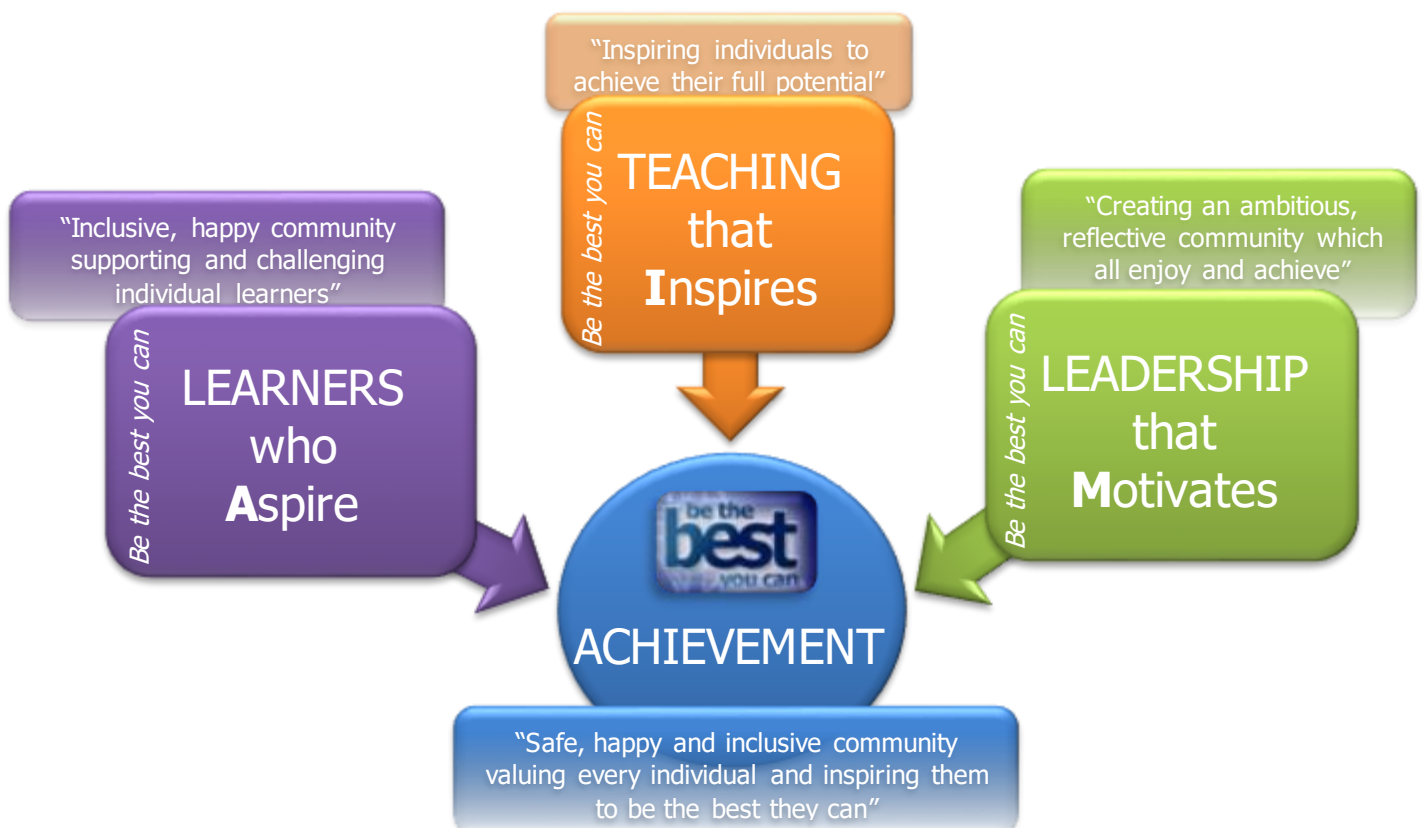 “Inspiring individuals to
achieve their full potential”
Be the best you can
TEACHING
that
Inspires
“Inclusive, happy community
supporting and challenging
individual learners”
Be the best you can
LEARNERS
who
Aspire
“Creating an ambitious,
reflective community which
all enjoy and achieve”
Be the best you can
LEADERSHIP
that
Motivates
be the
best
you can
ACHIEVEMENT
“Safe, happy and inclusive community
valuing every individual and inspiring them
to be the best they can”